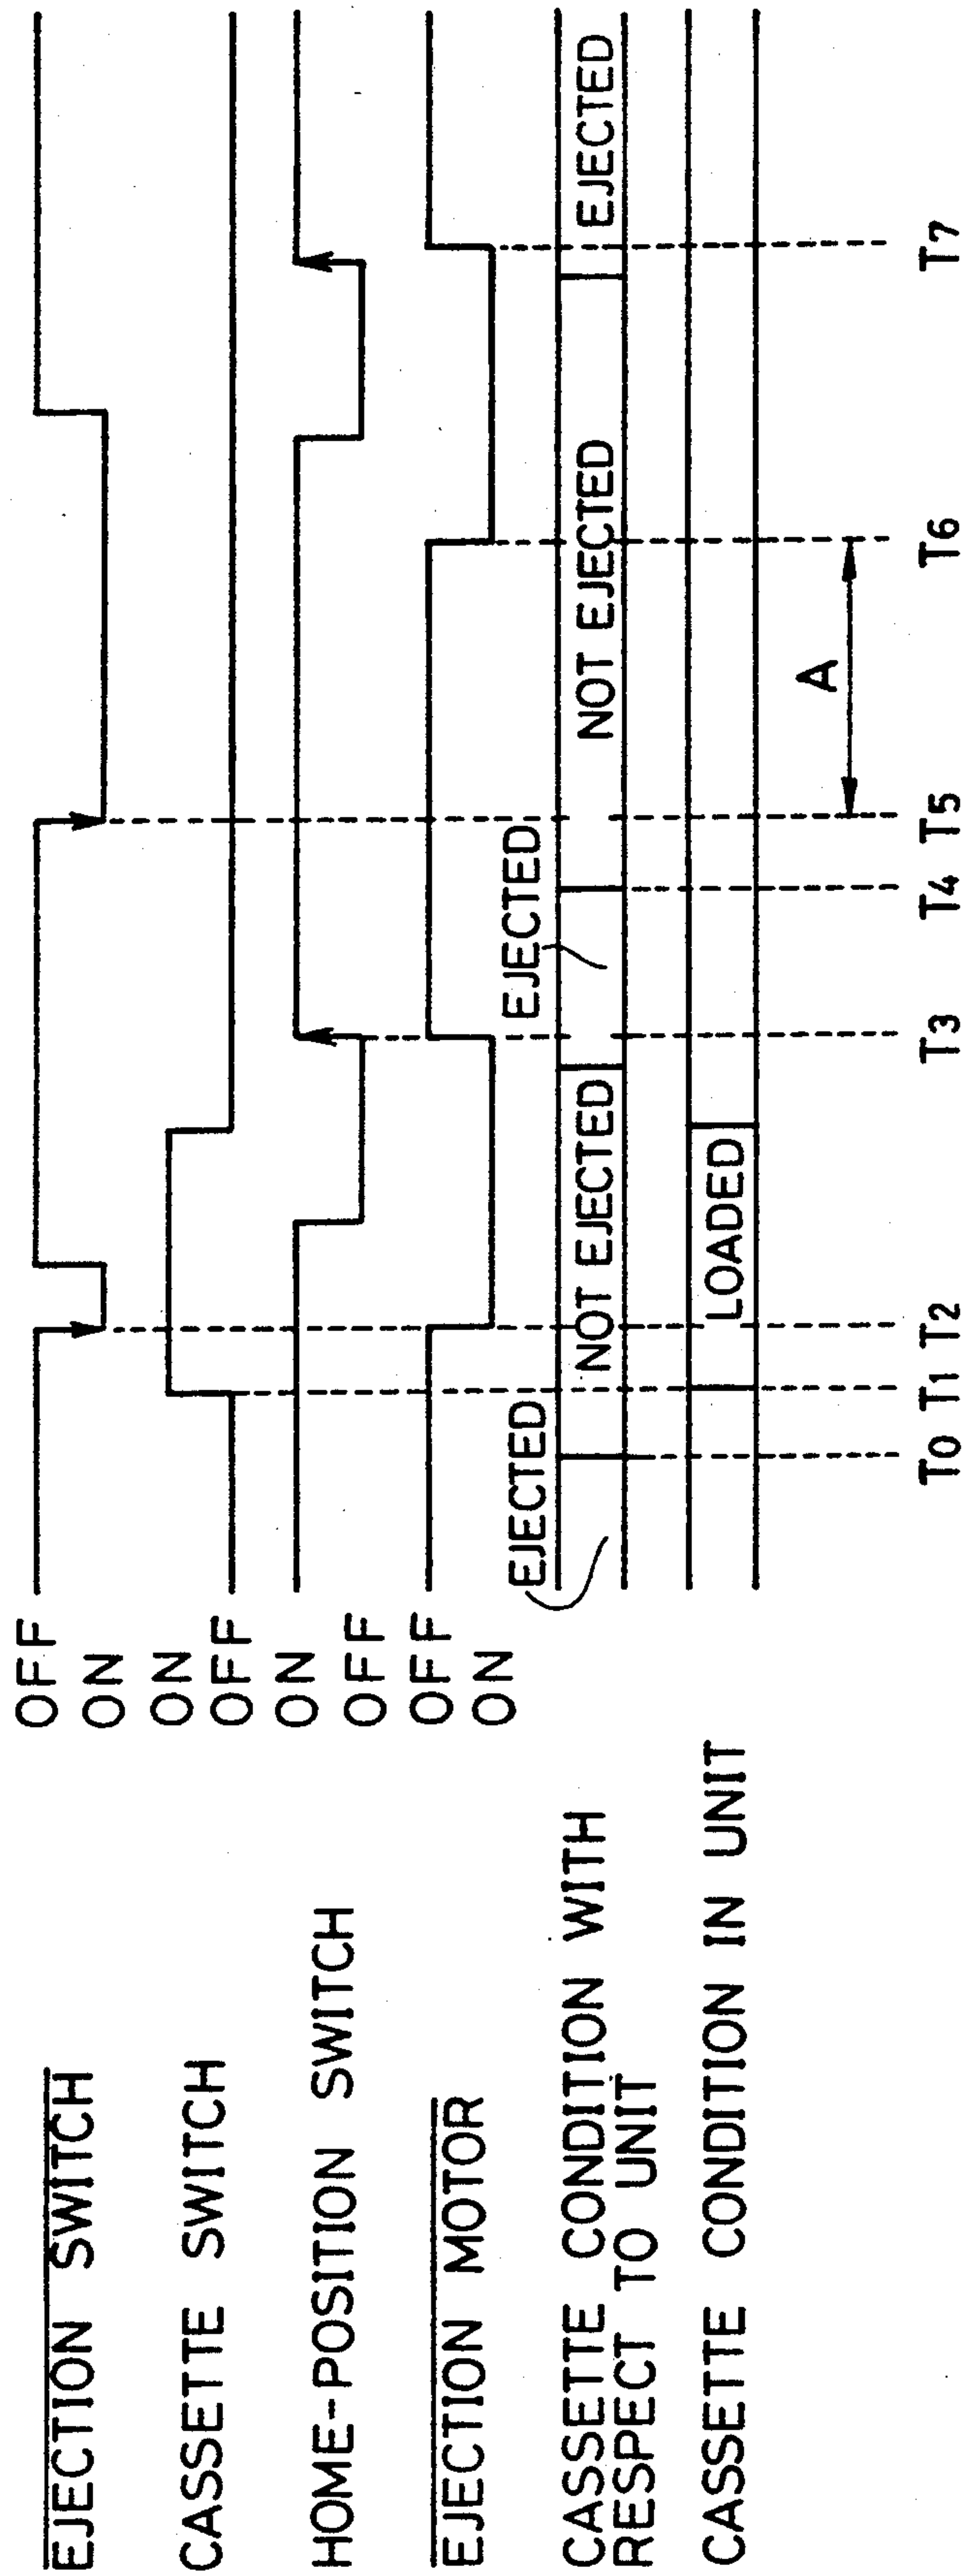 EJECTION SWITCH
OFF
ON
CASSETTE SWITCH
ON
OFF
HOME-POSITION SWITCH
ON
OFF
EJECTION MOTOR
OFF
ON
CASSETTE CONDITION WITH
RESPECT TO UNIT
EJECTED
NOT EJECTED
EJECTED
NOT EJECTED
EJECTED
CASSETTE CONDITION IN UNIT
LOADED
A
T0 T1 T2 T3 T4 T5 T6 T7